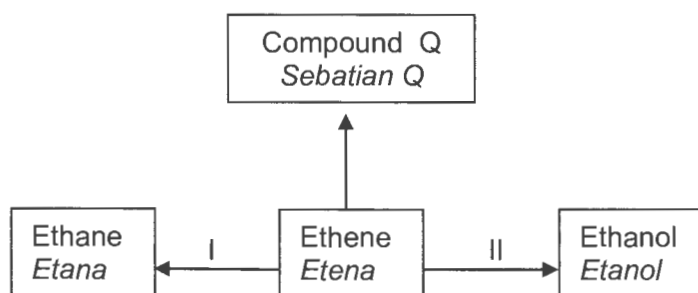 Compound Q
Sebatian Q
Ethane
Etana
I
Ethene
Etena
II
Ethanol
Etanol